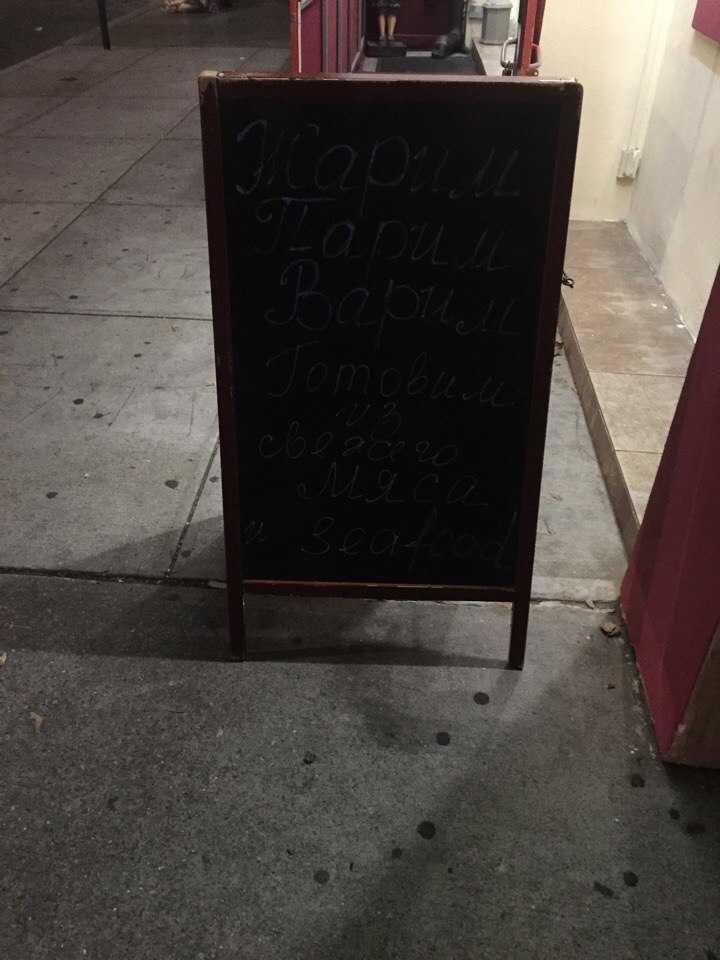 Жарим
Парим
Варим
Готовим
из
свежего
мяса
и seafood